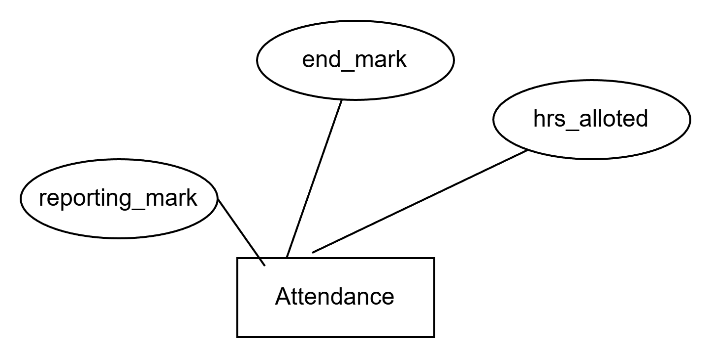 end_mark
hrs_alloted
reporting_mark
Attendance